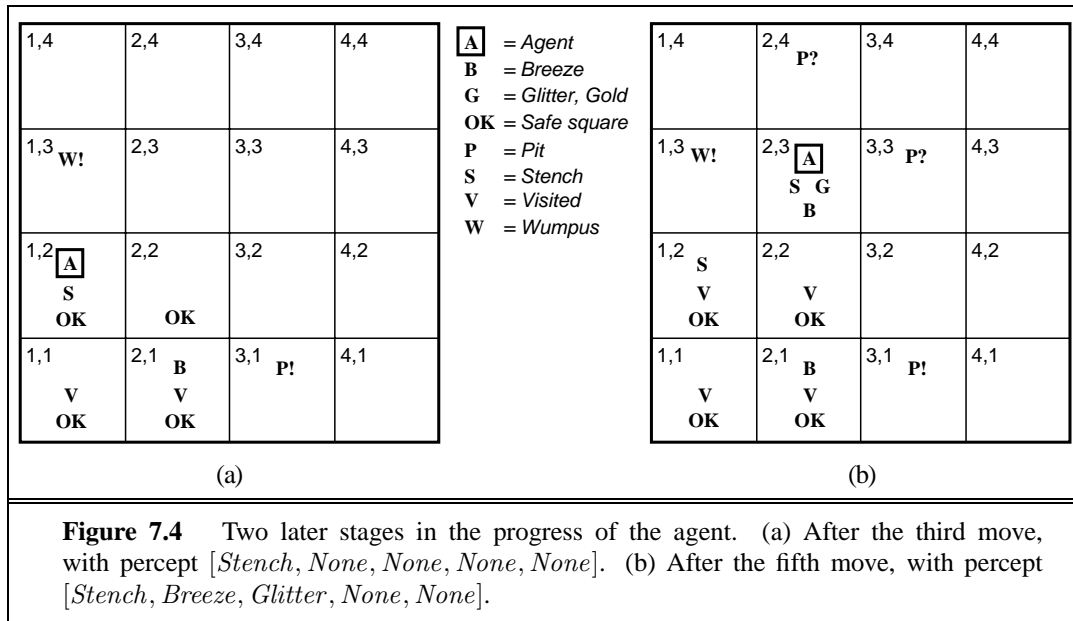 1,4 2,4 3,4 4,4
1,3 W! 2,3 3,3 4,3
1,2 A 2,2 3,2 4,2
S
OK OK
1,1 2,1 B 3,1 P! 4,1
V V
OK OK
(a)
A = Agent
B = Breeze
G = Glitter, Gold
OK = Safe square
P = Pit
S = Stench
V = Visited
W = Wumpus
1,4 2,4 P? 3,4 4,4
1,3 W! 2,3 A 3,3 P? 4,3
S G
B
1,2 S 2,2 3,2 4,2
V V
OK OK
1,1 2,1 B 3,1 P! 4,1
V V
OK OK
(b)
Figure 7.4 Two later stages in the progress of the agent. (a) After the third move,
with percept [Stench, None, None, None, None]. (b) After the fifth move, with percept
[Stench, Breeze, Glitter, None, None].